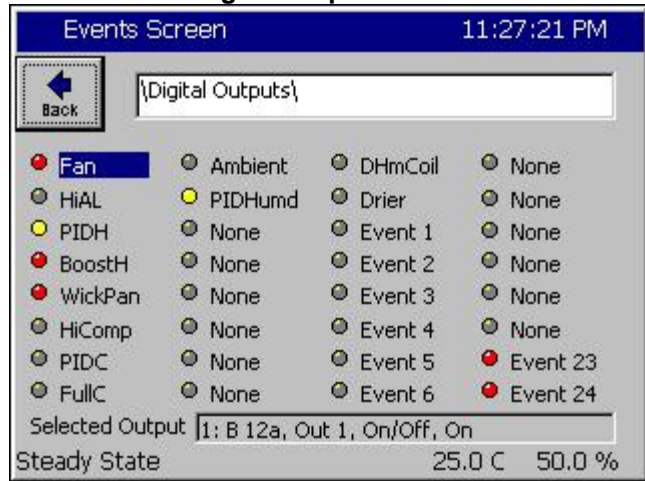 Events Screen 11:27:21 PM
Back
\Digital Outputs\
Fan Ambient DHmCoil None
HiAL PIDHumd Drier None
PIDH None Event 1 None
BoostH None Event 2 None
WickPan None Event 3 None
HiComp None Event 4 None
PIDC None Event 5 Event 23
FullC None Event 6 Event 24
Selected Output 1: B 12a, Out 1, On/Off, On
Steady State 25.0 C 50.0 %